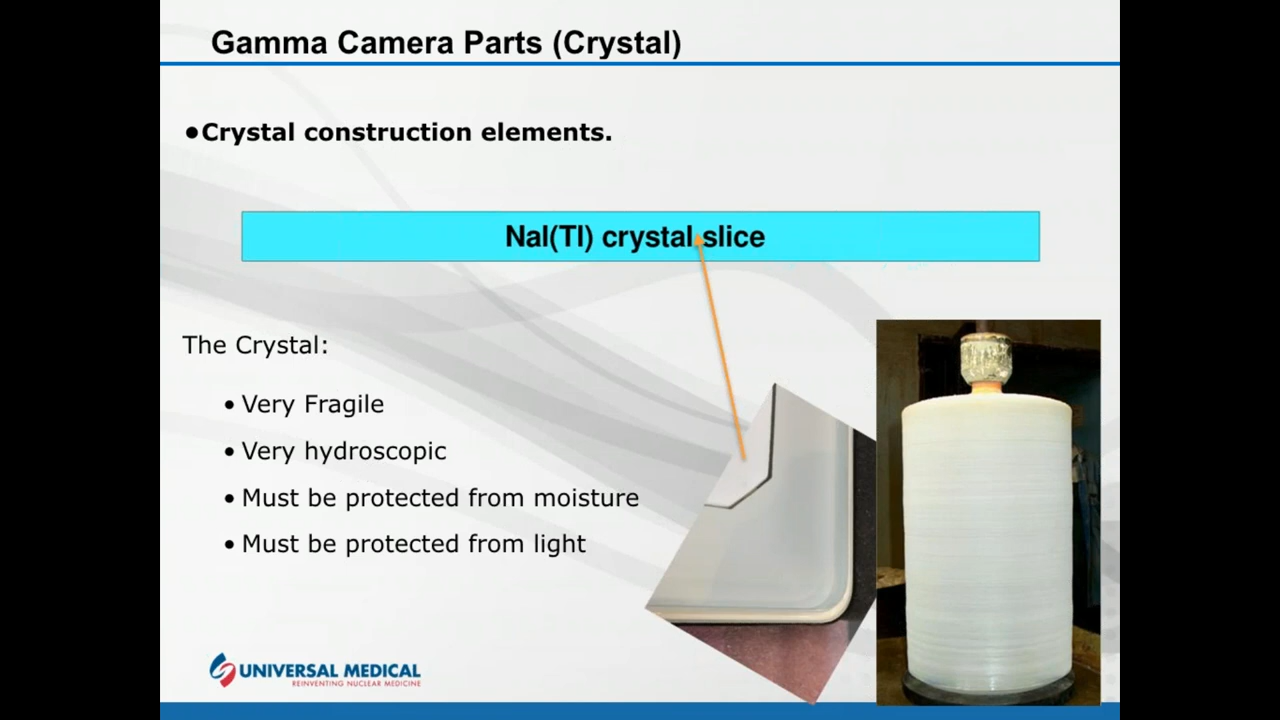 Gamma Camera Parts (Crystal)
•Crystal construction elements.
NaI(Tl) crystal slice
The Crystal:
• Very Fragile
• Very hydroscopic
• Must be protected from moisture
• Must be protected from light
UNIVERSAL MEDICAL
REINVENTING NUCLEAR MEDICINE